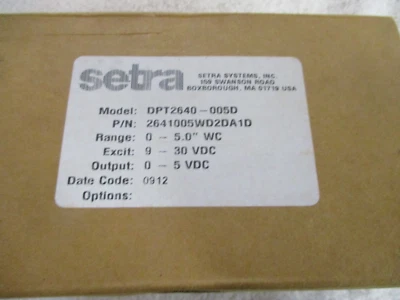 setra
SETRA SYSTEMS, INC.
159 SWANSON ROAD
BOXBOROUGH, MA 01719 USA
Model: DPT2640-005D
P/N: 2641005WD2DA1D
Range: 0 - 5.0" WC
Excit: 9 - 30 VDC
Output: 0 - 5 VDC
Date Code: 0912
Options: